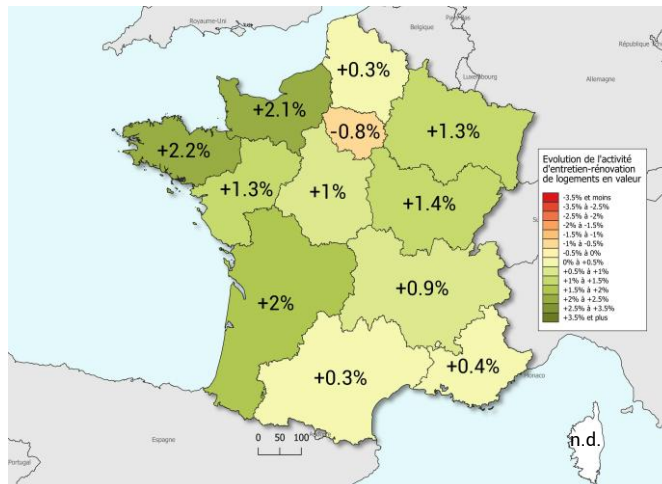 Royaume-Uni
Belgique
Pays-Bas
République
Luxembourg
Allemagne
+0.3%
+2.1%
-0.8%
+1.3%
+2.2%
+1.3%
+1%
+1.4%
+2%
+0.9%
+0.3%
+0.4%
Monaco
n.d.
Espagne
Portugal
0 50 100
Evolution de l'activité
d'entretien-rénovation
de logements en valeur
-3.5% et moins
-3.5% à -2.5%
-2.5% à -2%
-2% à -1.5%
-1.5% à -1%
-1% à -0.5%
-0.5% à 0%
0% à +0.5%
+0.5% à +1%
+1% à +1.5%
+1.5% à +2%
+2% à +2.5%
+2.5% à +3.5%
+3.5% et plus